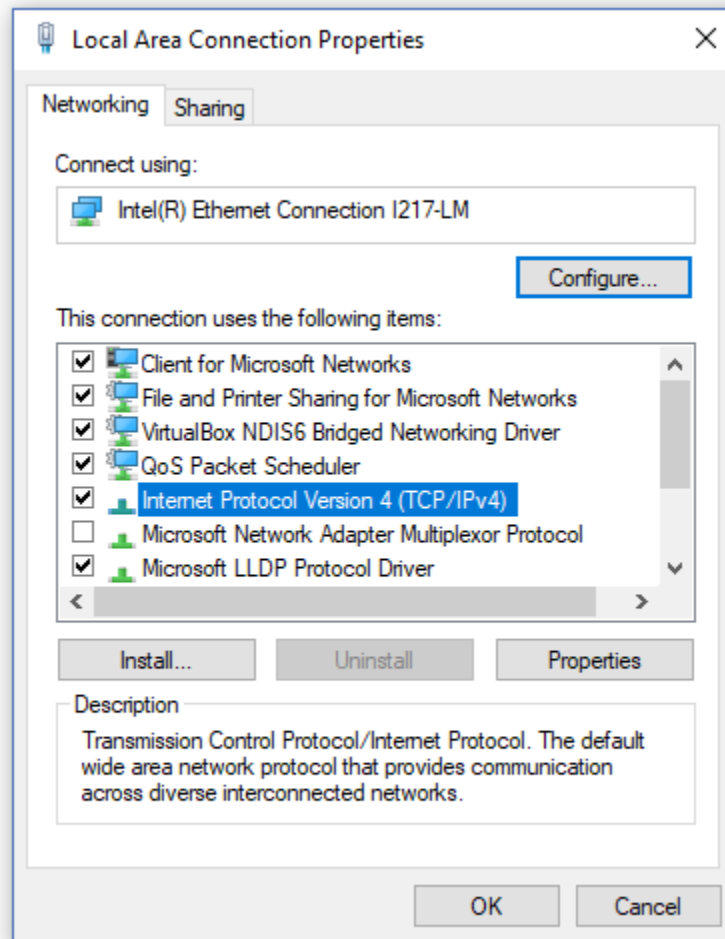 Local Area Connection Properties
Networking
Sharing
Connect using:
Intel(R) Ethernet Connection I217-LM
Configure...
This connection uses the following items:
Client for Microsoft Networks
File and Printer Sharing for Microsoft Networks
VirtualBox NDIS6 Bridged Networking Driver
QoS Packet Scheduler
Internet Protocol Version 4 (TCP/IPv4)
Microsoft Network Adapter Multiplexor Protocol
Microsoft LLDP Protocol Driver
Install...
Uninstall
Properties
Description
Transmission Control Protocol/Internet Protocol. The default
wide area network protocol that provides communication
across diverse interconnected networks.
OK
Cancel